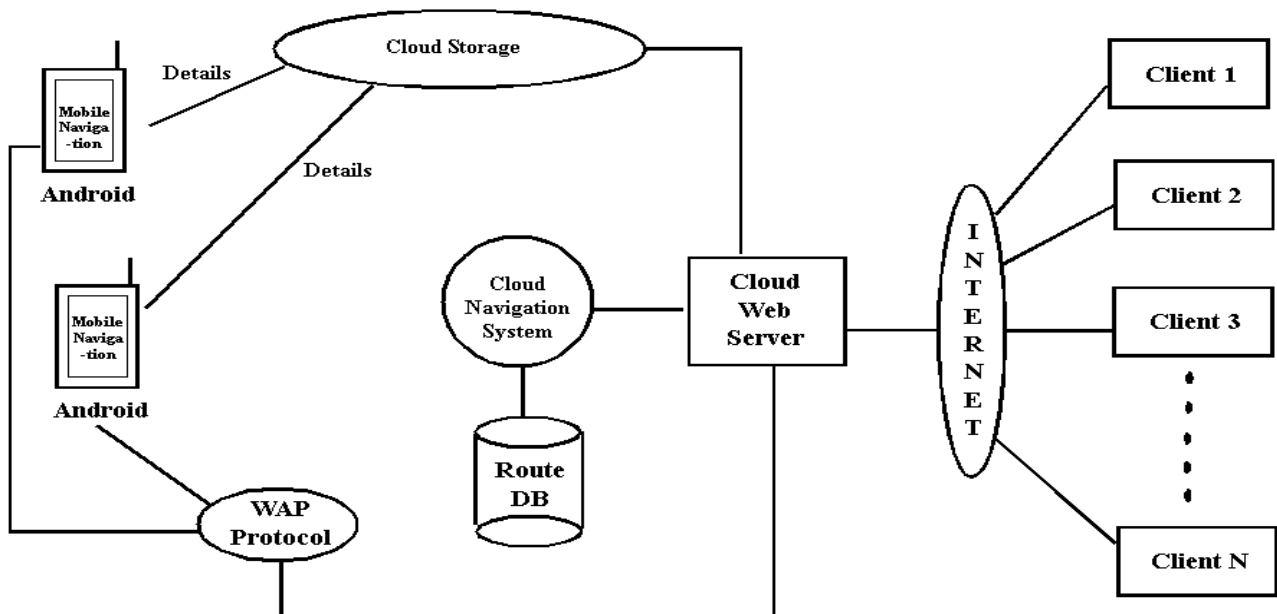 Cloud Storage
Details
Mobile
Naviga
-tion
Android
Details
Mobile
Naviga
-tion
Android
WAP
Protocol
Cloud
Navigation
System
Route
DB
Cloud
Web
Server
I
N
T
E
R
N
E
T
Client 1
Client 2
Client 3
Client N